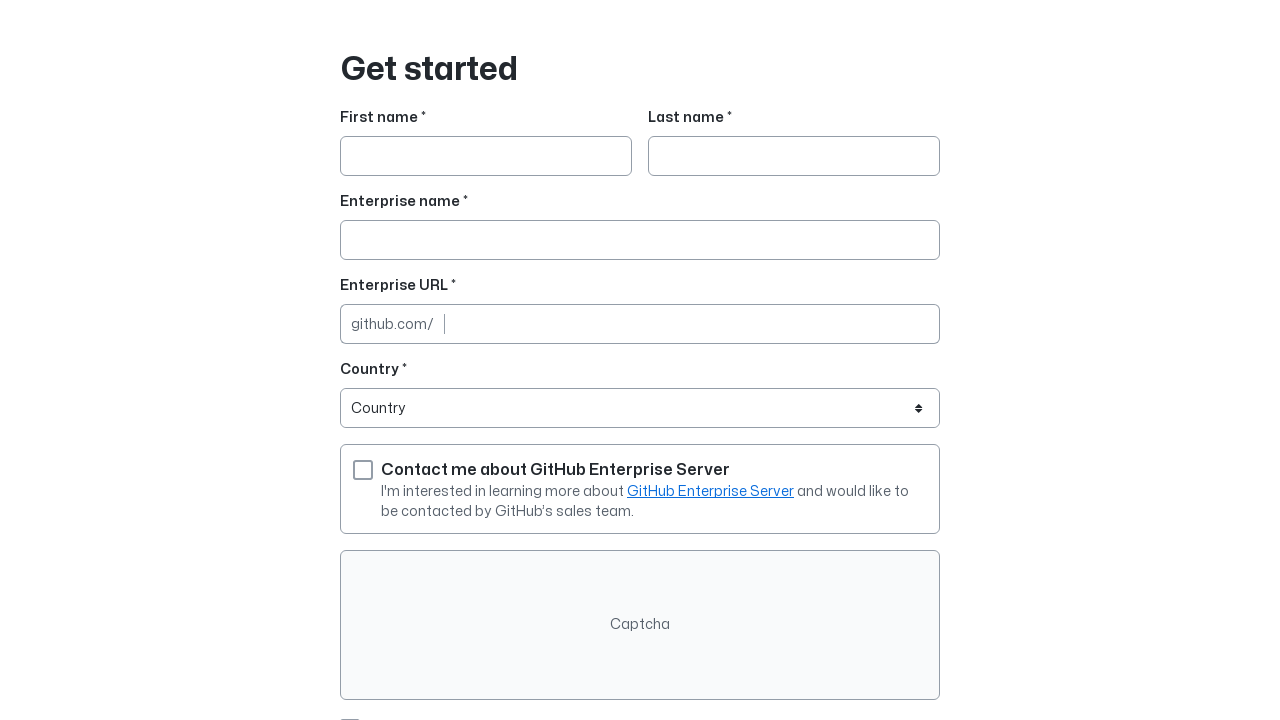 Get started
First name *
Last name *
Enterprise name *
Enterprise URL *
github.com/
Country *
Country
Contact me about GitHub Enterprise Server
I'm interested in learning more about GitHub Enterprise Server and would like to
be contacted by GitHub's sales team.
Captcha